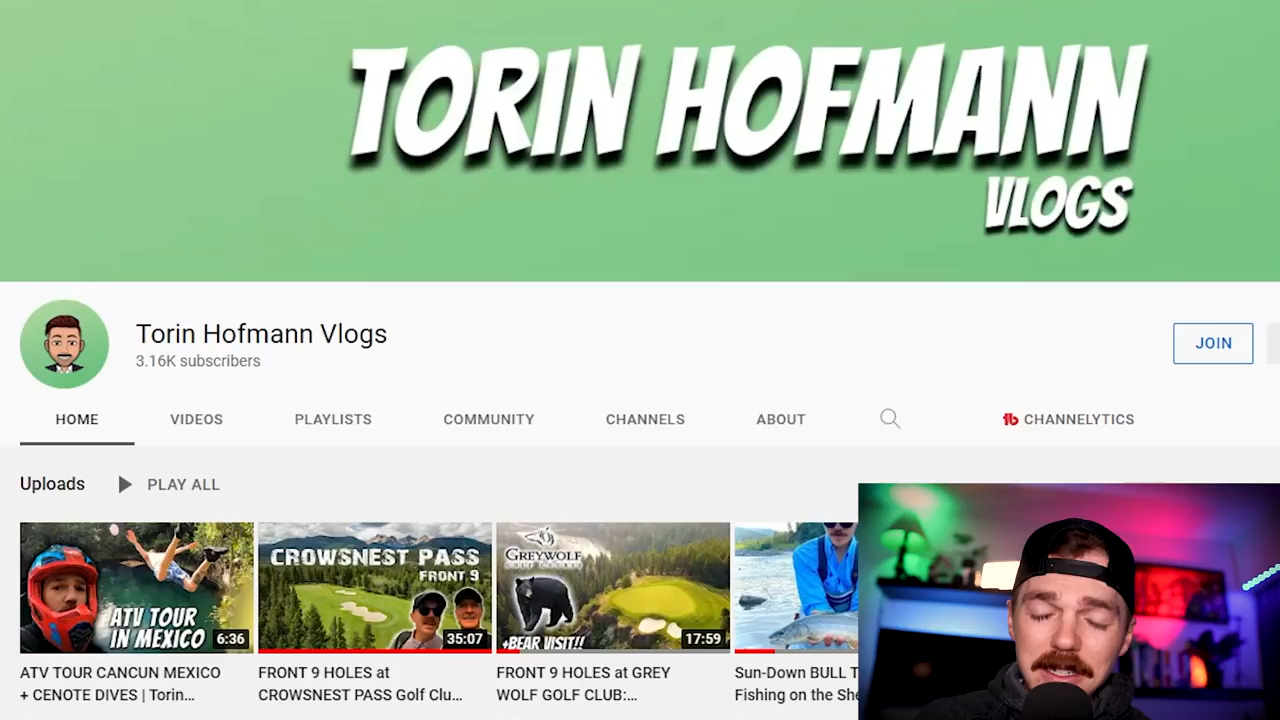 TORIN HOFMANN
VLOGS
Torin Hofmann Vlogs
3.16K subscribers
JOIN
HOME VIDEOS PLAYLISTS COMMUNITY CHANNELS ABOUT CHANNELYTICS
Uploads PLAY ALL
ATV TOUR
IN MEXICO
6:36
CROWSNEST PASS
FRONT 9
35:07
GREYWOLF
GOLF COURSE
+BEAR VISIT!!
17:59
ATV TOUR CANCUN MEXICO
+ CENOTE DIVES | Torin...
FRONT 9 HOLES at
CROWSNEST PASS Golf Clu...
FRONT 9 HOLES at GREY
WOLF GOLF CLUB:...
Sun-Down BULL T
Fishing on the She